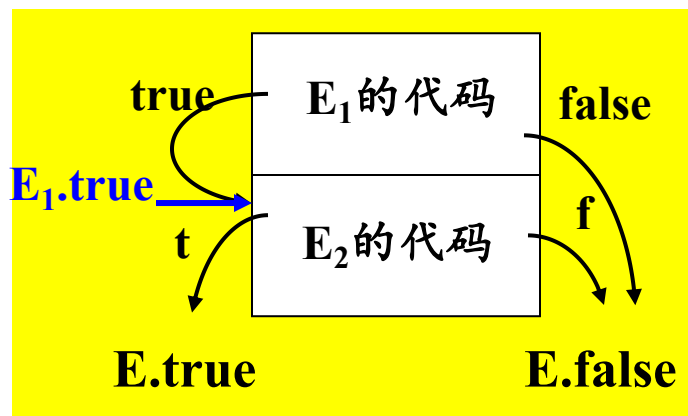 true
E₁的代码
false
E₁.true
t
E₂的代码
f
E.true
E.false